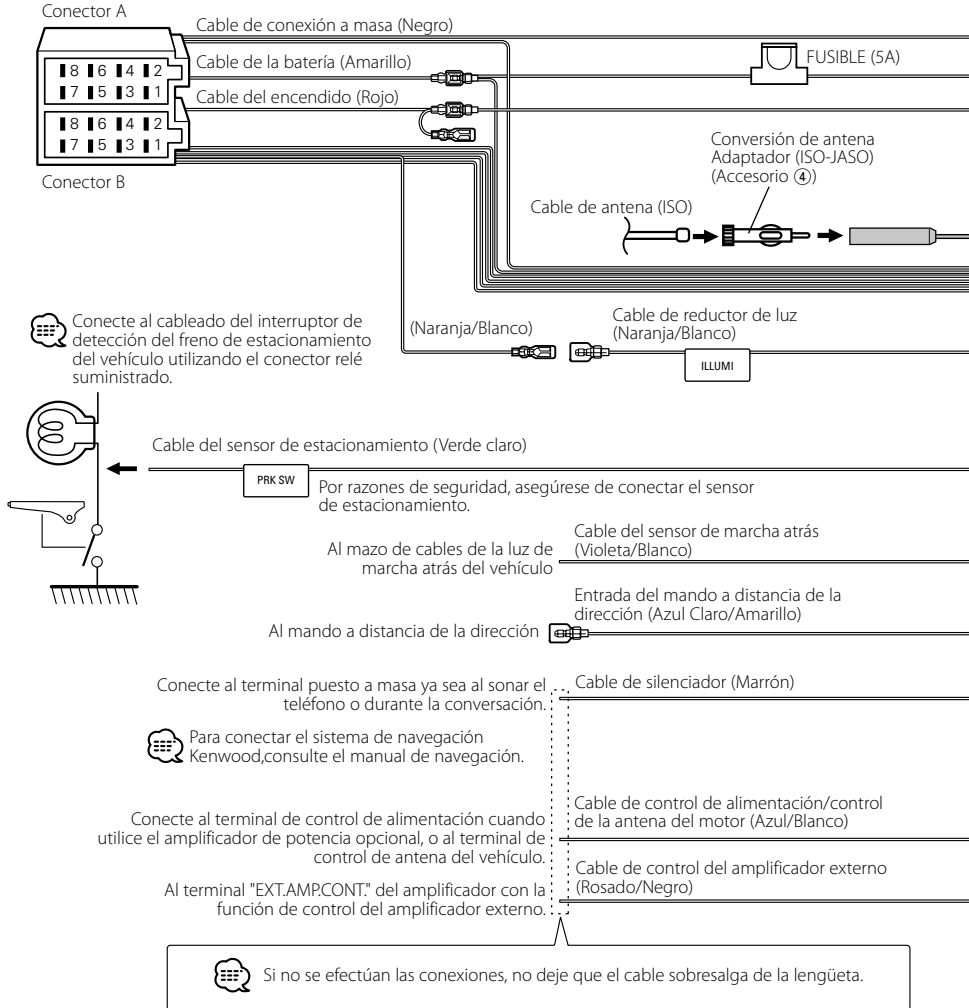 Conector A
Cable de conexión a masa (Negro)
Cable de la batería (Amarillo)
FUSIBLE (5A)
8 6 4 2
7 5 3 1
Cable del encendido (Rojo)
8 6 4 2
7 5 3 1
Conector B
Conversión de antena
Adaptador (ISO-JASO)
(Accesorio ④)
Cable de antena (ISO)
Conecte al cableado del interruptor de
detección del freno de estacionamiento
del vehículo utilizando el conector relé
suministrado.
(Naranja/Blanco)
Cable de reductor de luz
(Naranja/Blanco)
ILLUMI
Cable del sensor de estacionamiento (Verde claro)
PRK SW
Por razones de seguridad, asegúrese de conectar el sensor
de estacionamiento.
Al mazo de cables de la luz de
marcha atrás del vehículo
Cable del sensor de marcha atrás
(Violeta/Blanco)
Entrada del mando a distancia de la
dirección (Azul Claro/Amarillo)
Al mando a distancia de la dirección
Conecte al terminal puesto a masa ya sea al sonar el
teléfono o durante la conversación.
Cable de silenciador (Marrón)
Para conectar el sistema de navegación
Kenwood,consulte el manual de navegación.
Conecte al terminal de control de alimentación cuando
utilice el amplificador de potencia opcional, o al terminal de
control de antena del vehículo.
Cable de control de alimentación/control
de la antena del motor (Azul/Blanco)
Cable de control del amplificador externo
(Rosado/Negro)
Al terminal "EXT.AMP.CONT." del amplificador con la
función de control del amplificador externo.
Si no se efectúan las conexiones, no deje que el cable sobresalga de la lengüeta.